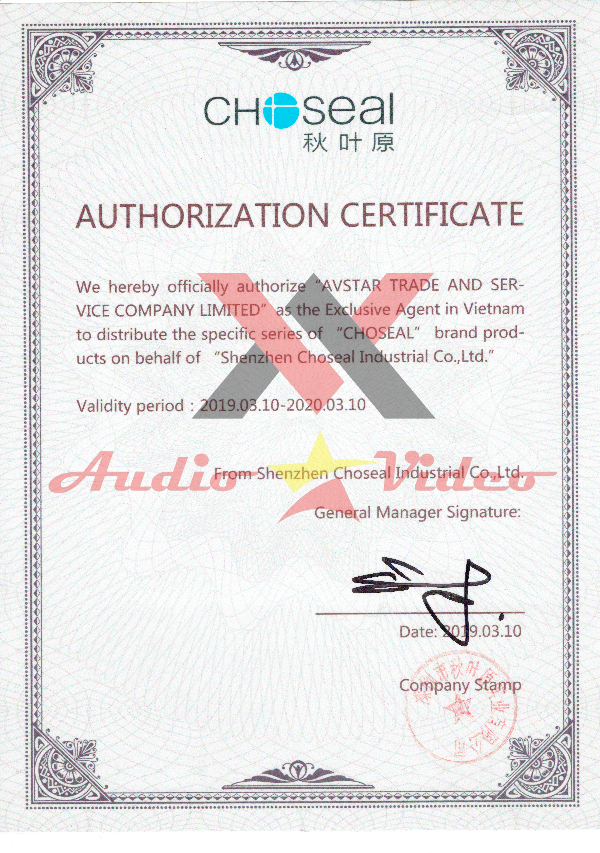 CHOSeal
秋叶原
AUTHORIZATION CERTIFICATE
We hereby officially authorize “AVSTAR TRADE AND SER-
VICE COMPANY LIMITED” as the Exclusive Agent in Vietnam
to distribute the specific series of “CHOSEAL” brand prod-
ucts on behalf of “Shenzhen Choseal Industrial Co.,Ltd.”
Validity period : 2019.03.10-2020.03.10
Audio Video
From Shenzhen Choseal Industrial Co.,Ltd.
General Manager Signature:
Date: 2019.03.10
Company Stamp